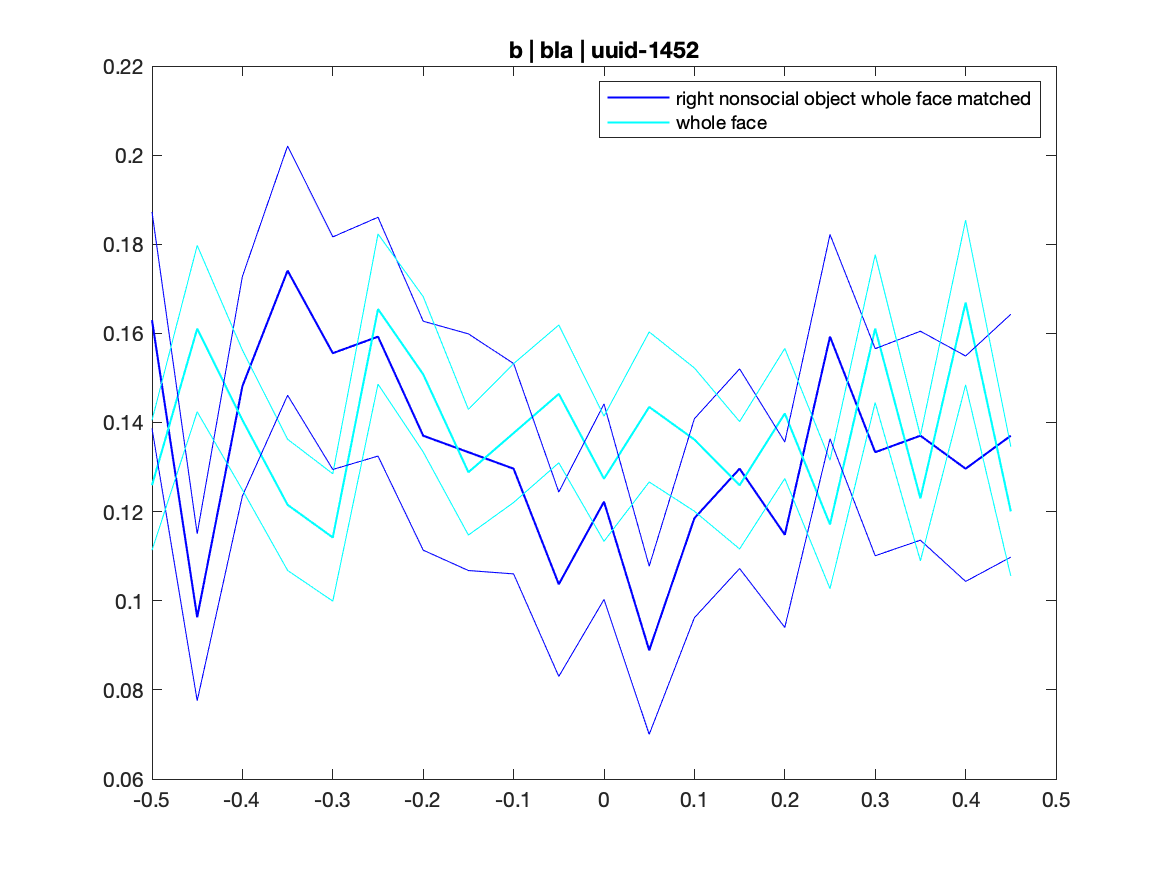 b | bla | uuid-1452
right nonsocial object whole face matched
whole face
0.22
0.2
0.18
0.16
0.14
0.12
0.1
0.08
0.06
-0.5 -0.4 -0.3 -0.2 -0.1 0 0.1 0.2 0.3 0.4 0.5